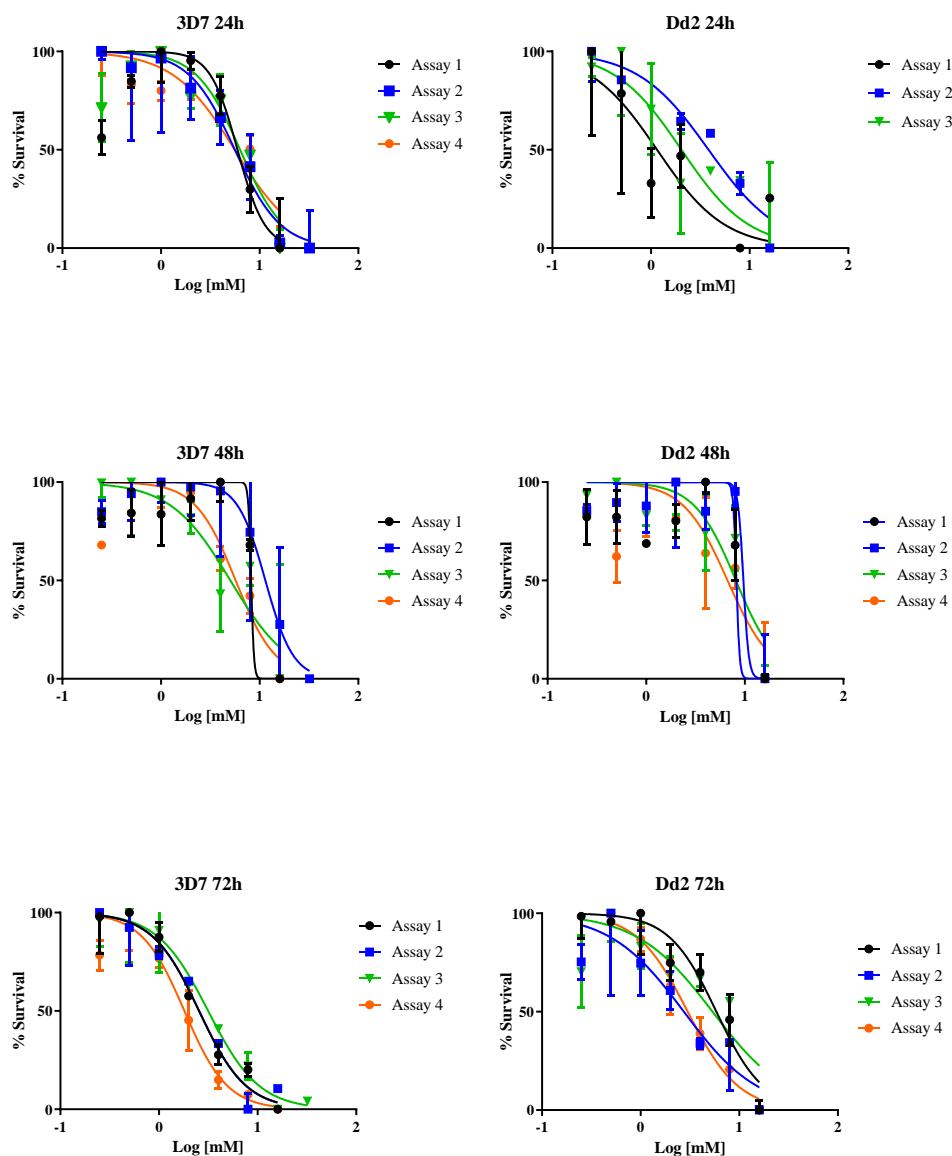 3D7 24h
100
50
0
% Survival
-1
0
1
2
Log [mM]
Assay 1
Assay 2
Assay 3
Assay 4
Dd2 24h
100
50
0
% Survival
-1
0
1
2
Log [mM]
Assay 1
Assay 2
Assay 3
3D7 48h
100
50
0
% Survival
-1
0
1
2
Log [mM]
Assay 1
Assay 2
Assay 3
Assay 4
Dd2 48h
100
50
0
% Survival
-1
0
1
2
Log [mM]
Assay 1
Assay 2
Assay 3
Assay 4
3D7 72h
100
50
0
% Survival
-1
0
1
2
Log [mM]
Assay 1
Assay 2
Assay 3
Assay 4
Dd2 72h
100
50
0
% Survival
-1
0
1
2
Log [mM]
Assay 1
Assay 2
Assay 3
Assay 4